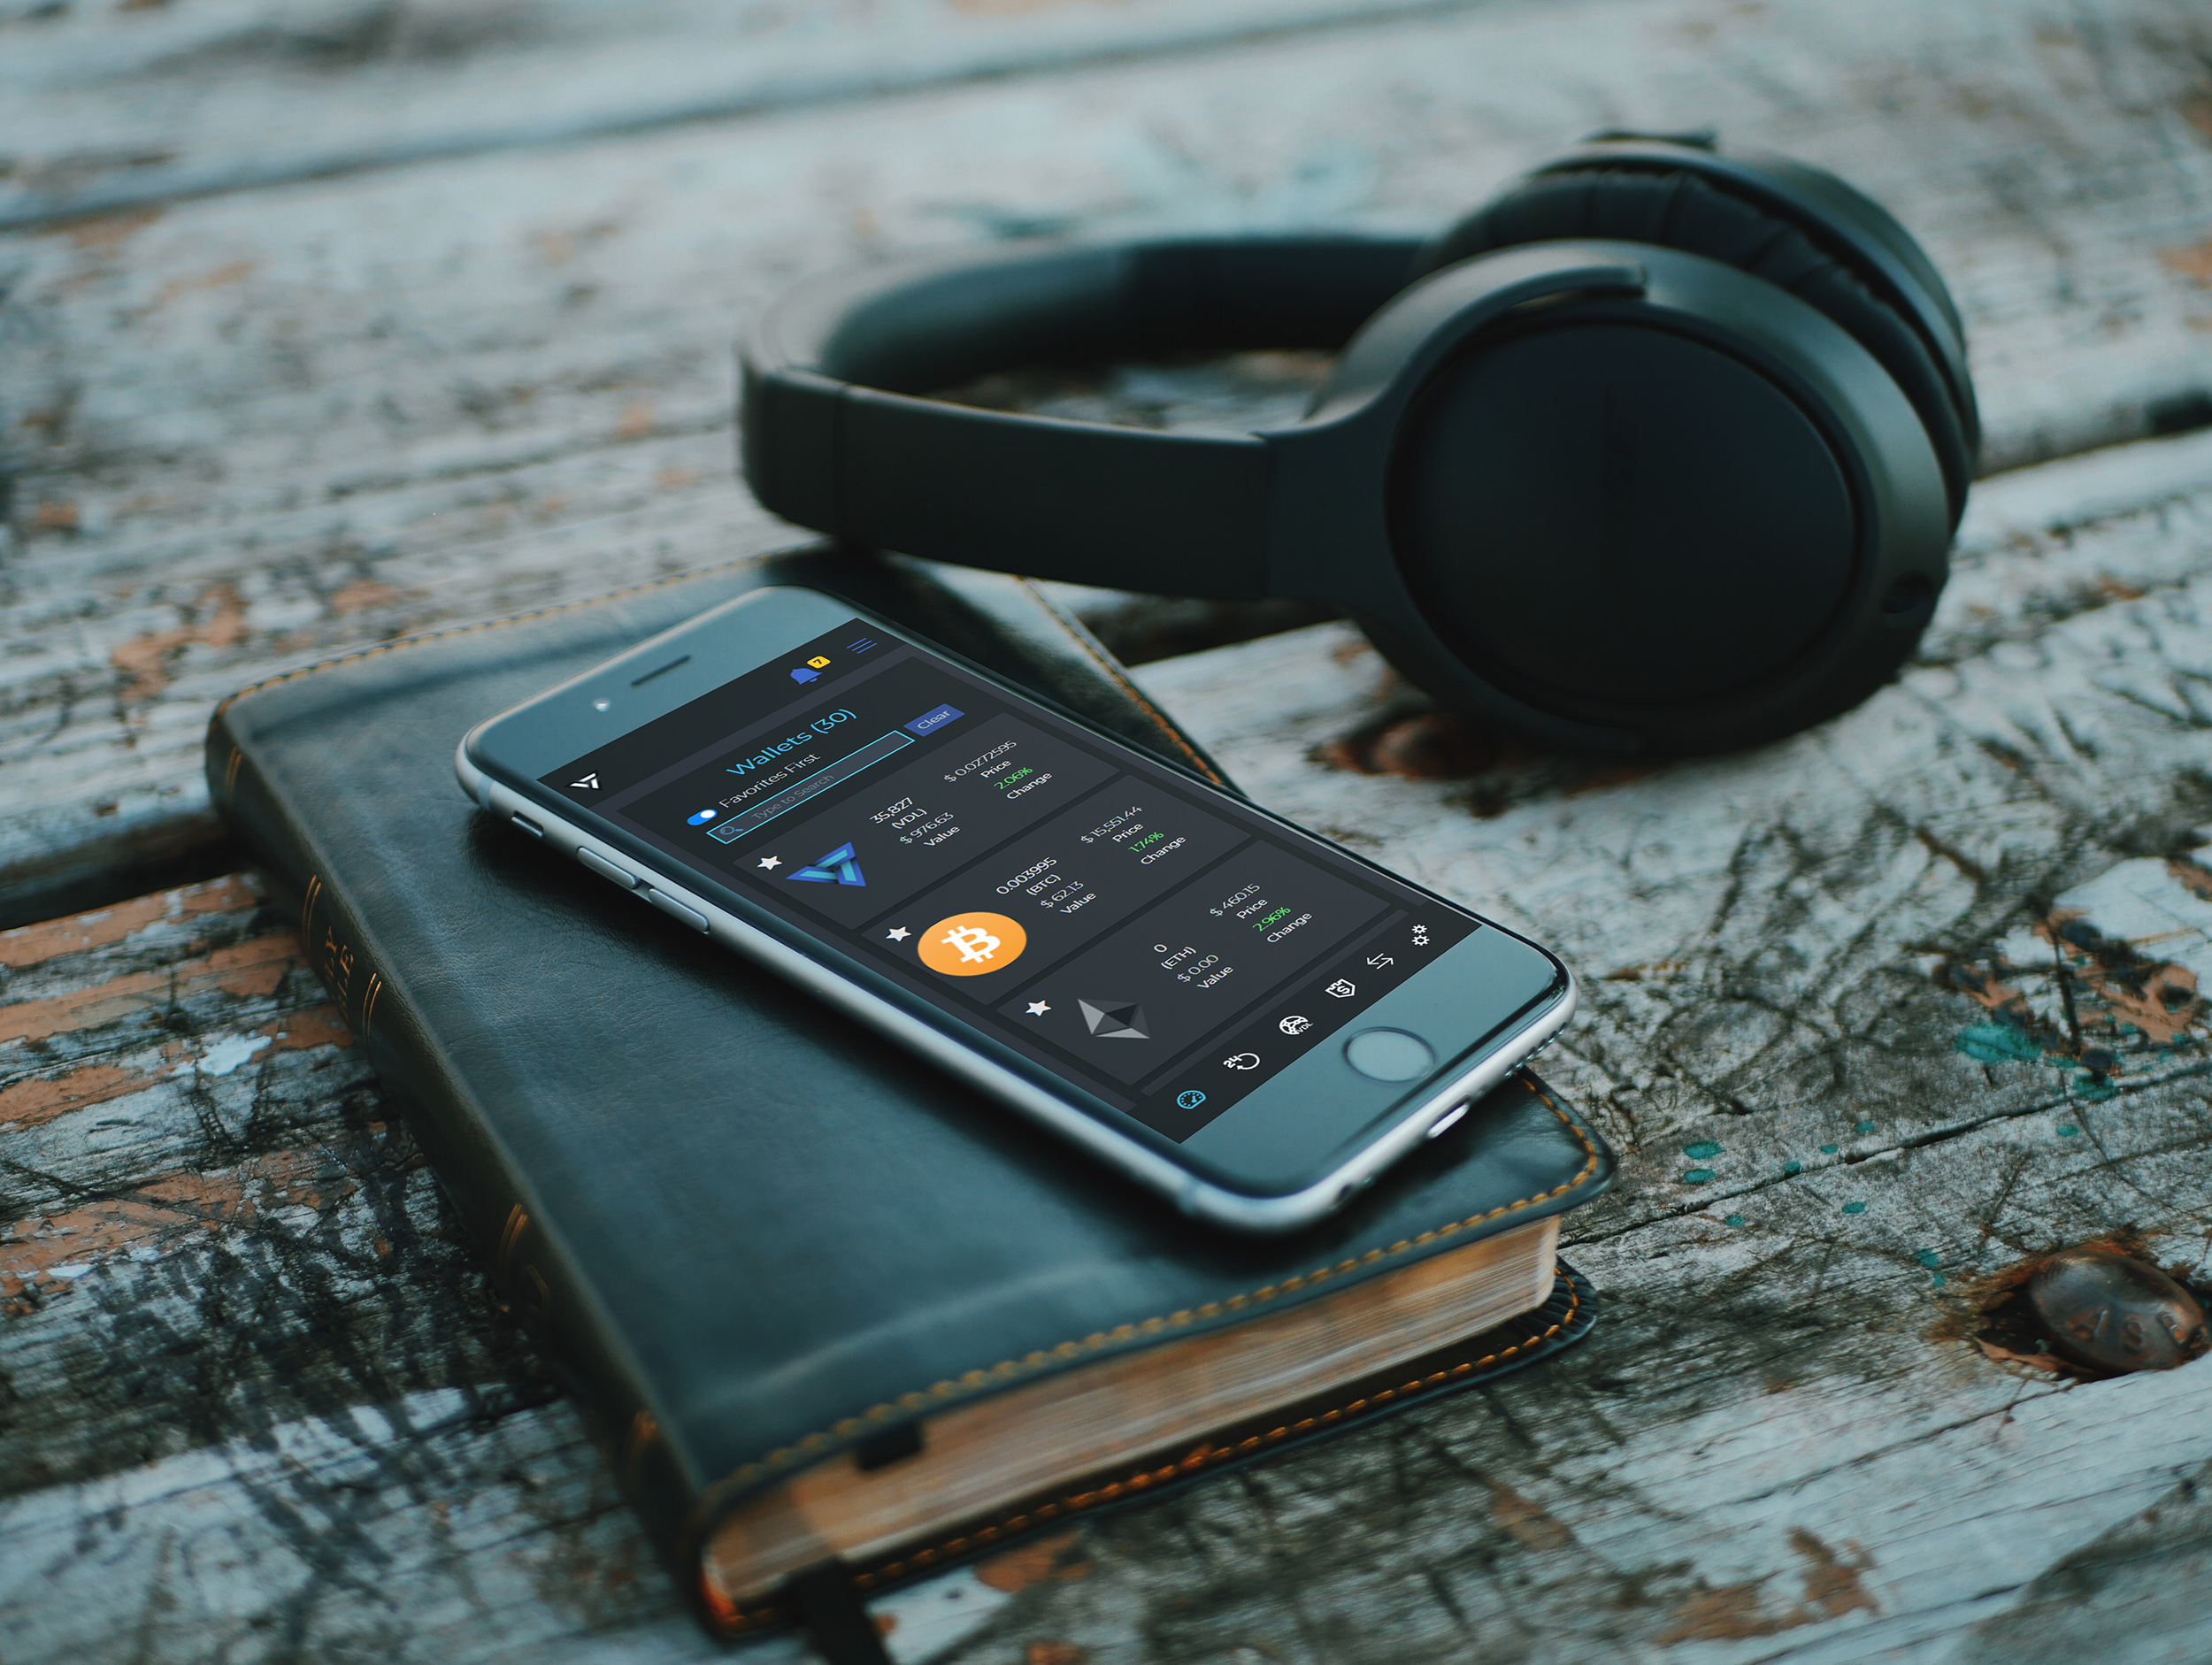 7
Wallets (30)
Favorites First
Type to Search
Clear
35,827
(VDL)
$ 976.63
Value
$ 0.0272595
Price
2.06%
Change
0.003995
(BTC)
$ 62.13
Value
$ 15,551.44
Price
1.74%
Change
0
(ETH)
$ 0.00
Value
$ 460.15
Price
2.96%
Change
24
VDL